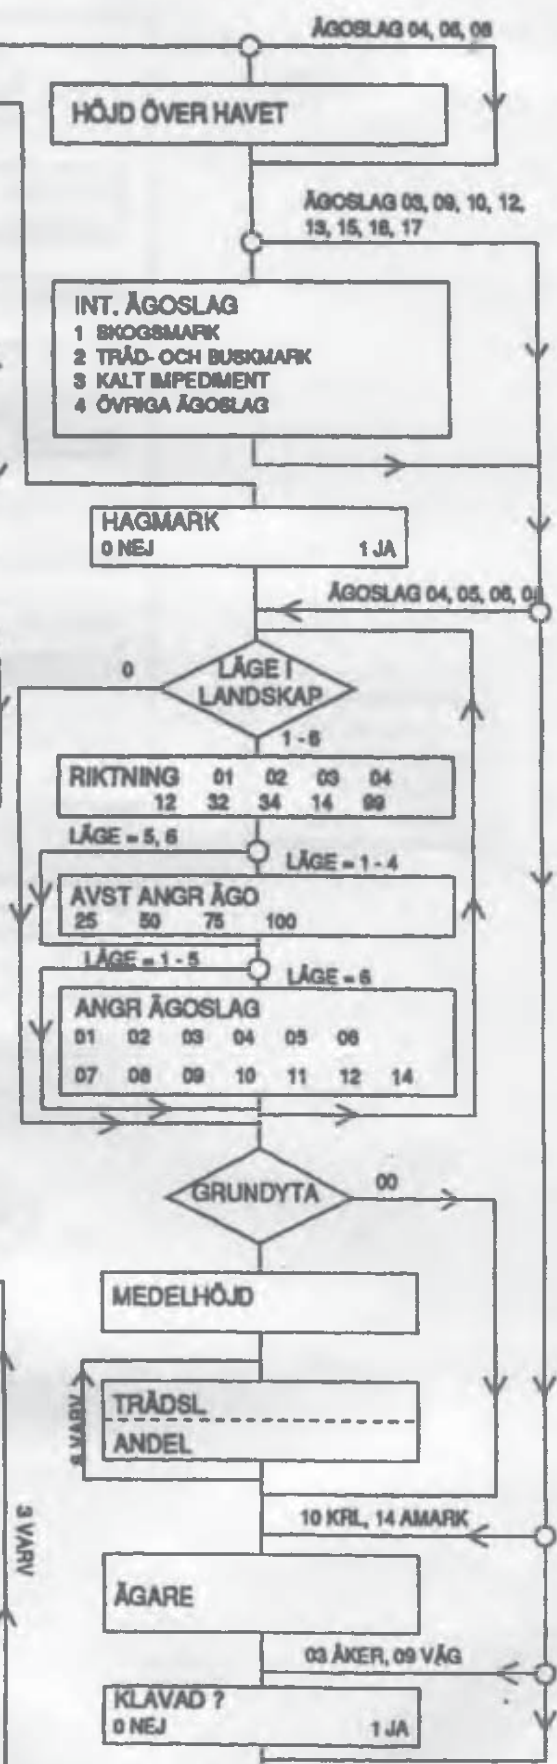 ÄGOSLAG 04, 05, 06
HÖJD ÖVER HAVET
ÄGOSLAG 03, 09, 10, 12,
13, 15, 16, 17
INT. ÄGOSLAG
1 SKOGSMARK
2 TRÄD- OCH BUSKMARK
3 KALT IMPEDIMENT
4 ÖVRIGA ÄGOSLAG
HAGMARK
0 NEJ 1 JA
ÄGOSLAG 04, 05, 06,
0
LÄGE I
LANDSKAP
1 - 6
RIKTNING 01 02 03 04
12 32 34 14 99
LÄGE = 5, 6
LÄGE = 1 - 4
AVST ANGR ÄGO
25 50 75 100
LÄGE = 1 - 5
LÄGE = 6
ANGR ÄGOSLAG
01 02 03 04 05 06
07 08 09 10 11 12 14
GRUNDYTA
00
MEDELHÖJD
TRÄDSL
ANDEL
VARV
3 VARV
10 KRL, 14 AMARK
ÄGARE
03 ÅKER, 09 VÄG
KLAVAD ?
0 NEJ 1 JA